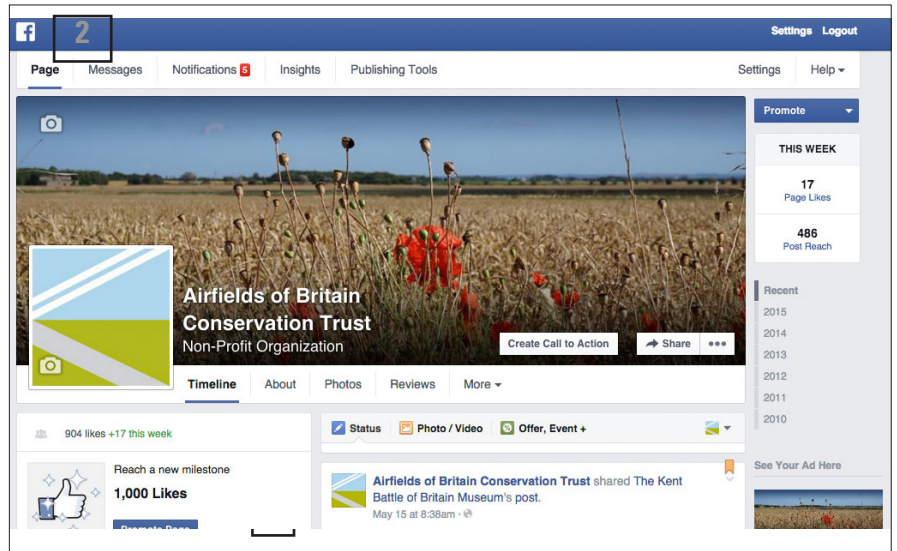 f 2 Settings Logout
Page Messages Notifications 5 Insights Publishing Tools Settings Help
Promote
THIS WEEK
17
Page Likes
486
Post Reach
Airfields of Britain
Conservation Trust
Non-Profit Organization
Create Call to Action Share
Recent
2015
2014
2013
2012
2011
2010
Timeline About Photos Reviews More
904 likes +17 this week
Status Photo / Video Offer, Event +
Reach a new milestone
1,000 Likes
Promote Page
Airfields of Britain Conservation Trust shared The Kent
Battle of Britain Museum's post.
May 15 at 8:38am ·
See Your Ad Here